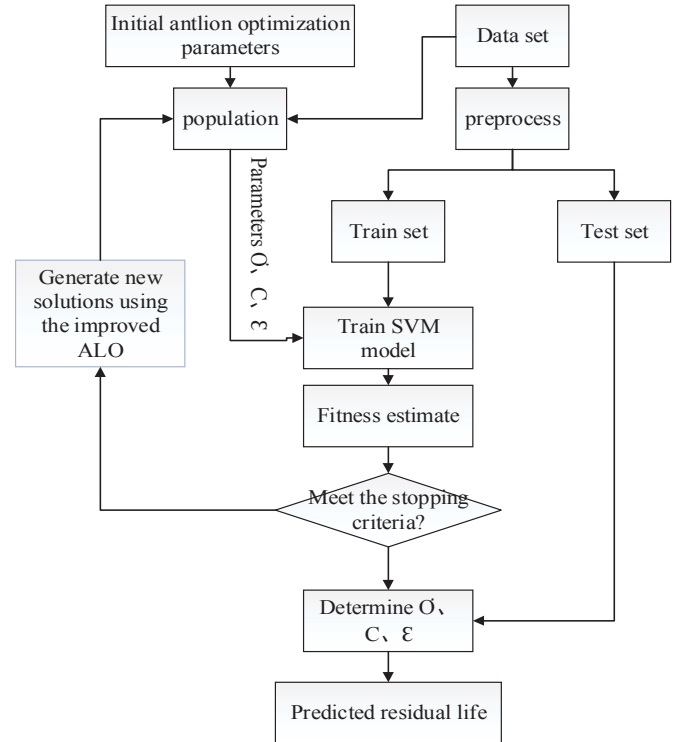 Initial antlion optimization
parameters
Data set
population
preprocess
Parameters Ơ、C、Ɛ
Train set
Test set
Generate new
solutions using
the improved
ALO
Train SVM
model
Fitness estimate
Meet the stopping
criteria?
Determine Ơ、
C、Ɛ
Predicted residual life